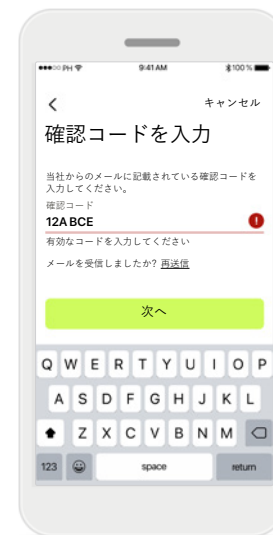 PH 9:41 AM 100 %
キャンセル
確認コードを入力
当社からのメールに記載されている確認コードを
入力してください。
確認コード
12A BCE
有効なコードを入力してください
メールを受信しましたか? 再送信
次へ
Q W E R T Y U I O P
A S D F G H J K L
Z X C V B N M
123 space return